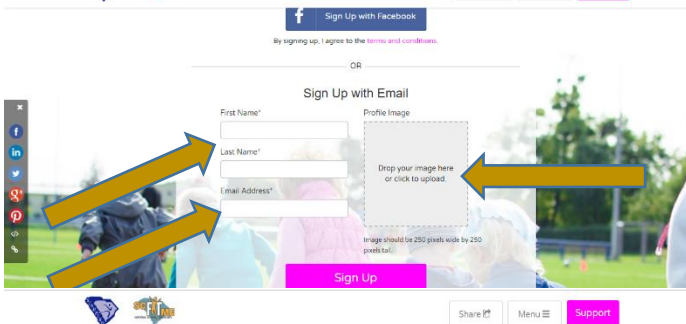 Sign Up with Facebook
By signing up, I agree to the terms and conditions.
OR
Sign Up with Email
First Name*
Profile Image
Last Name*
Drop your image here
or click to upload.
Email Address*
Image should be 250 pixels wide by 250
pixels tall.
Sign Up
Share
Menu
Support